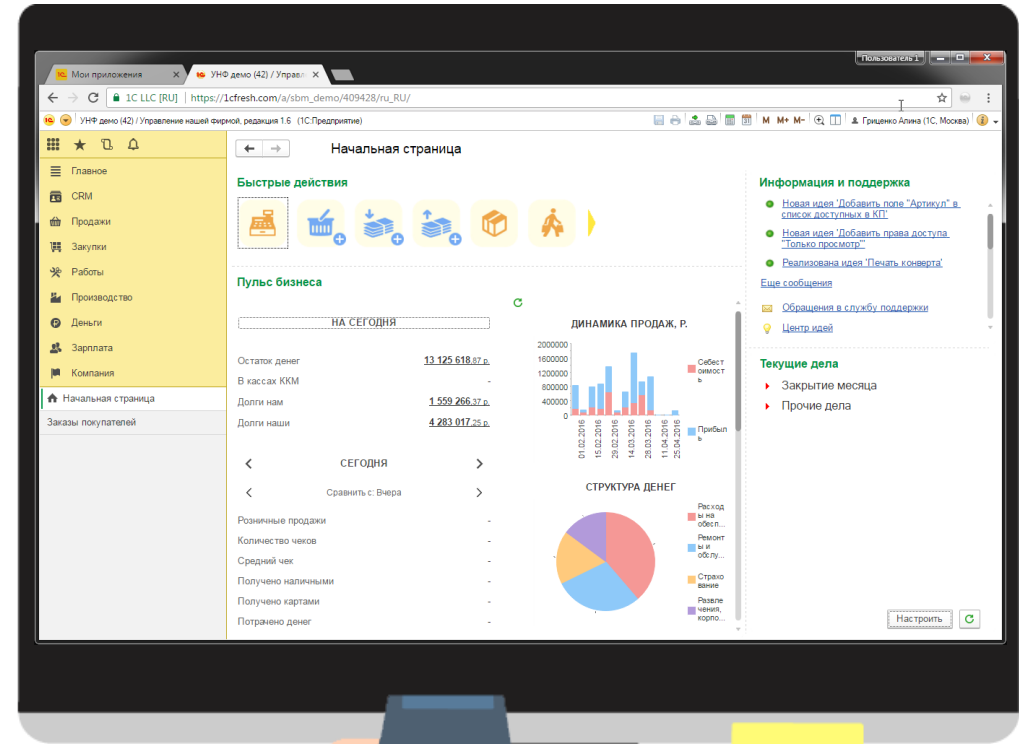 Пользователь 1
Мои приложения
УНФ демо (42) / Управл
1C LLC [RU] https://1cfresh.com/a/sbm_demo/409428/ru_RU/
УНФ демо (42) / Управление нашей фирмой, редакция 1.6 (1С:Предприятие)
M M+ M- Гриценко Алина (1С, Москва)
Начальная страница
Главное
CRM
Продажи
Закупки
Работы
Производство
Деньги
Зарплата
Компания
Начальная страница
Заказы покупателей
Быстрые действия
Пульс бизнеса
НА СЕГОДНЯ
Остаток денег 13 125 618,87 р.
В кассах ККМ -
Долги нам 1 559 266,37 р.
Долги наши 4 283 017,25 р.
СЕГОДНЯ
Сравнить с: Вчера
Розничные продажи -
Количество чеков -
Средний чек -
Получено наличными -
Получено картами -
Потрачено денег -
ДИНАМИКА ПРОДАЖ, Р.
2000000
1600000
1200000
800000
400000
0
01.02.2016
15.02.2016
29.02.2016
14.03.2016
28.03.2016
11.04.2016
25.04.2016
Себест
оимост
ь
Прибыл
ь
СТРУКТУРА ДЕНЕГ
Расход
ы на
обесп...
Ремонт
ы и
обслу...
Страхо
вание
Развле
чения,
корпо...
Информация и поддержка
Новая идея 'Добавить поле "Артикул" в
список доступных в КП'
Новая идея 'Добавить права доступа
"Только просмотр"'
Реализована идея 'Печать конверта'
Еще сообщения
Обращения в службу поддержки
Центр идей
Текущие дела
Закрытие месяца
Прочие дела
Настроить